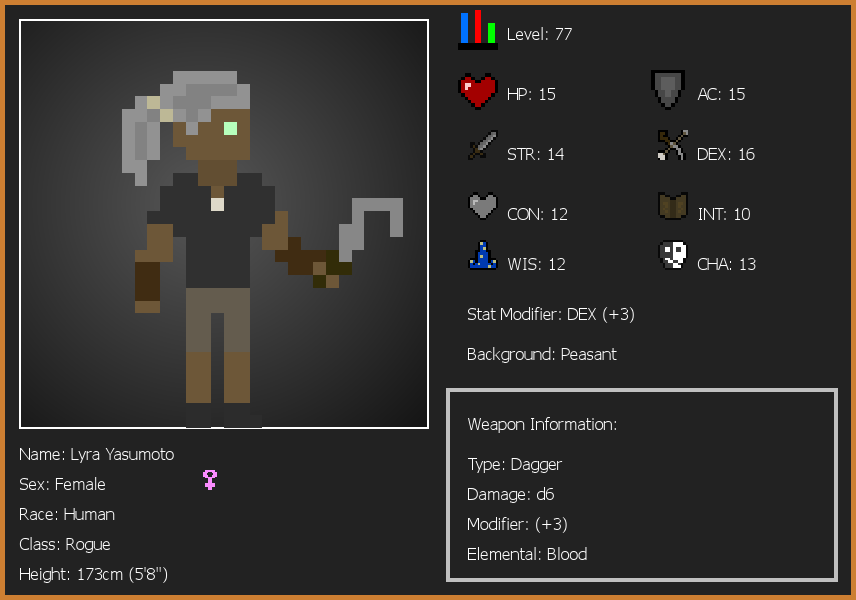 Level: 77
HP: 15
AC: 15
STR: 14
DEX: 16
CON: 12
INT: 10
WIS: 12
CHA: 13
Stat Modifier: DEX (+3)
Background: Peasant
Weapon Information:
Type: Dagger
Damage: d6
Modifier: (+3)
Elemental: Blood
Name: Lyra Yasumoto
Sex: Female
Race: Human
Class: Rogue
Height: 173cm (5'8")